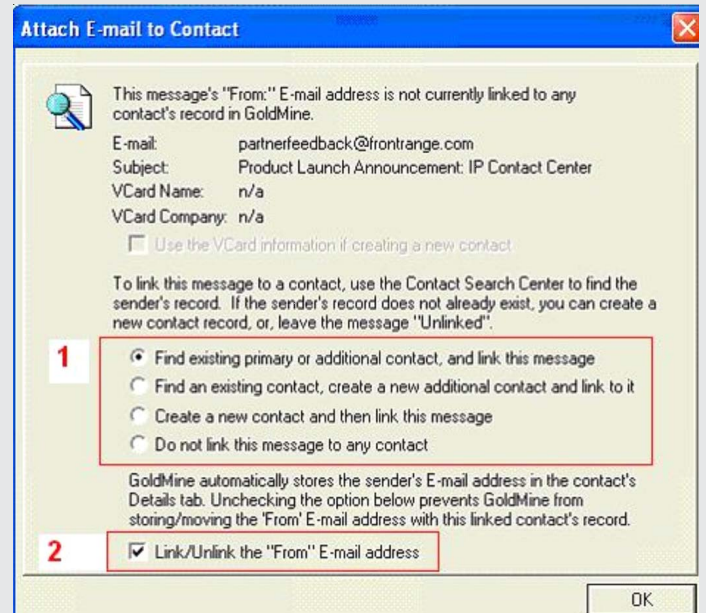 Attach E-mail to Contact
This message's "From:" E-mail address is not currently linked to any
contact's record in GoldMine.
E-mail: partnerfeedback@frontrange.com
Subject: Product Launch Announcement: IP Contact Center
VCard Name: n/a
VCard Company: n/a
Use the VCard information if creating a new contact
To link this message to a contact, use the Contact Search Center to find the
sender's record. If the sender's record does not already exist, you can create a
new contact record, or, leave the message "Unlinked".
1
Find existing primary or additional contact, and link this message
Find an existing contact, create a new additional contact and link to it
Create a new contact and then link this message
Do not link this message to any contact
GoldMine automatically stores the sender's E-mail address in the contact's
Details tab. Unchecking the option below prevents GoldMine from
storing/moving the 'From' E-mail address with this linked contact's record.
2
Link/Unlink the "From" E-mail address
OK